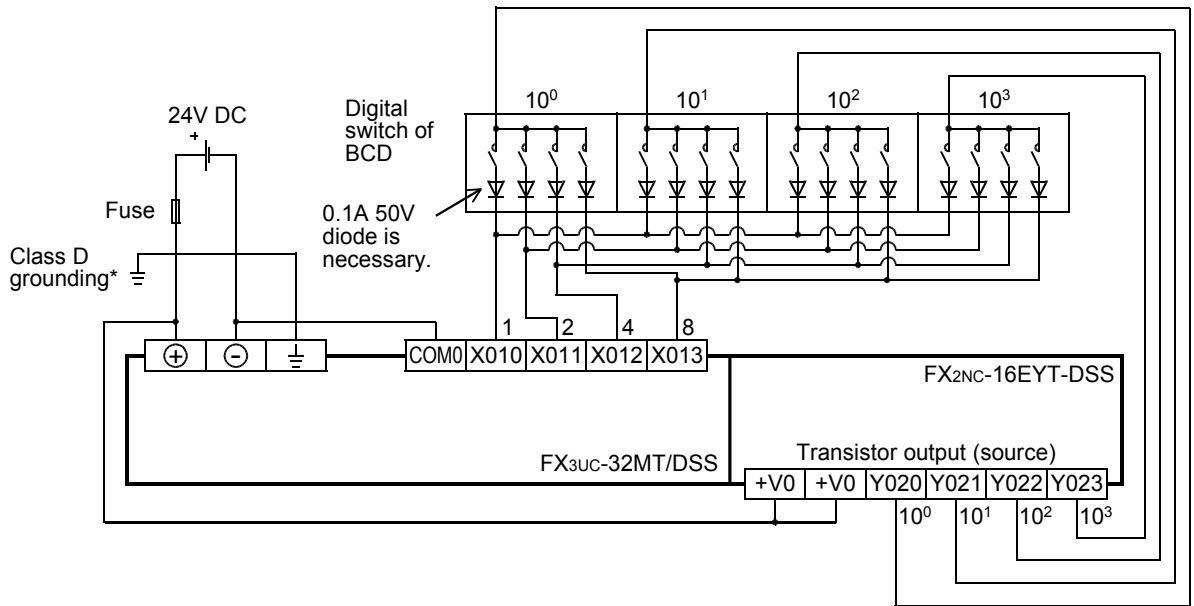 10⁰ 10¹ 10² 10³
Digital
switch of
BCD
24V DC
+
Fuse
0.1A 50V
diode is
necessary.
Class D
grounding*
1 2 4 8
+ - COM0 X010 X011 X012 X013
FX2NC-16EYT-DSS
FX3UC-32MT/DSS
Transistor output (source)
+V0 +V0 Y020 Y021 Y022 Y023
10⁰ 10¹ 10² 10³